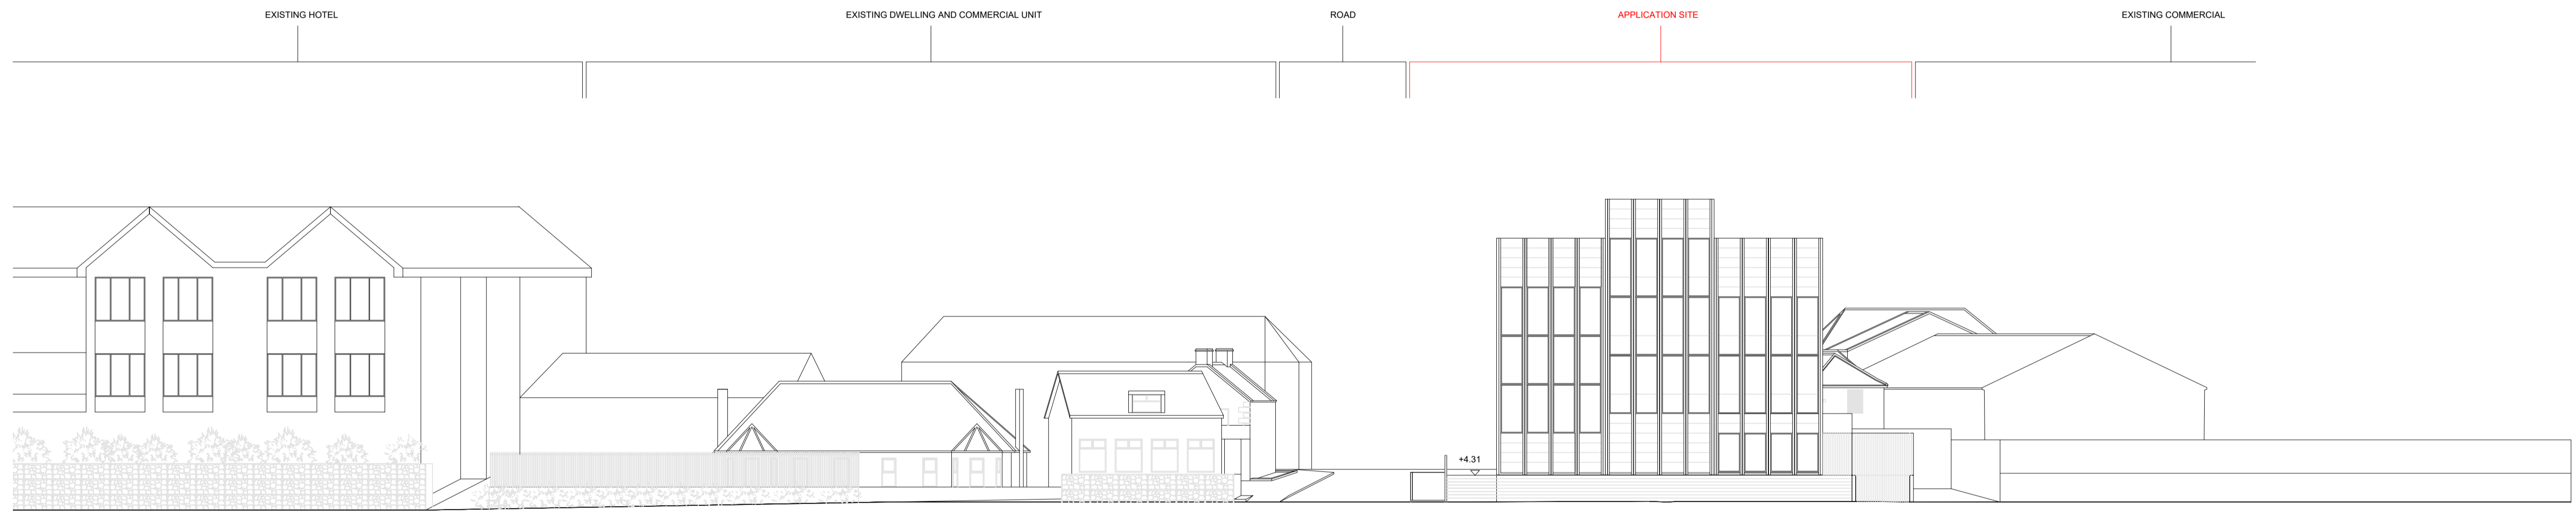 EXISTING HOTEL
EXISTING DWELLING AND COMMERCIAL UNIT
ROAD
APPLICATION SITE
EXISTING COMMERCIAL
+4.31